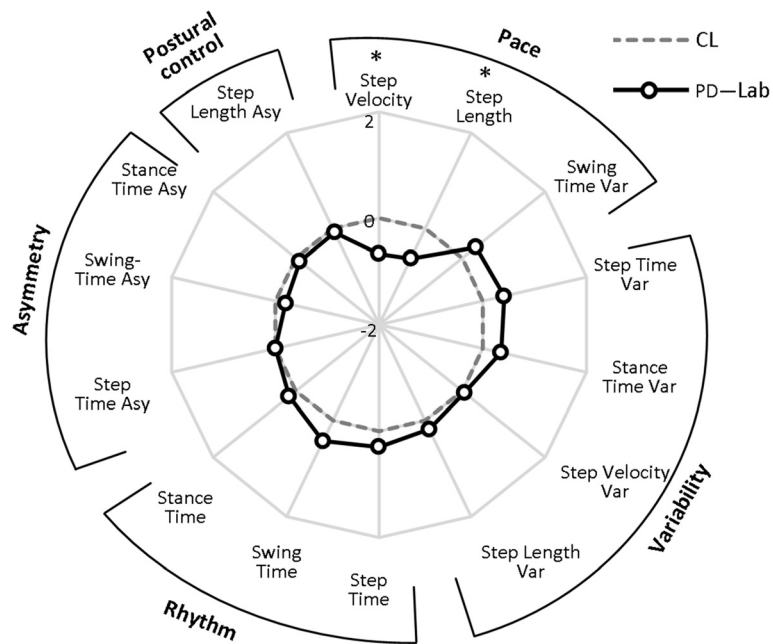 Postural
control
Pace
CL
PD—Lab
Step
Length Asy
*
Step
Velocity
*
Step
Length
Swing
Time Var
2
0
-2
Stance
Time Asy
Swing-
Time Asy
Step
Time Asy
Asymmetry
Step Time
Var
Stance
Time Var
Step Velocity
Var
Step Length
Var
Variability
Stance
Time
Swing
Time
Step
Time
Rhythm